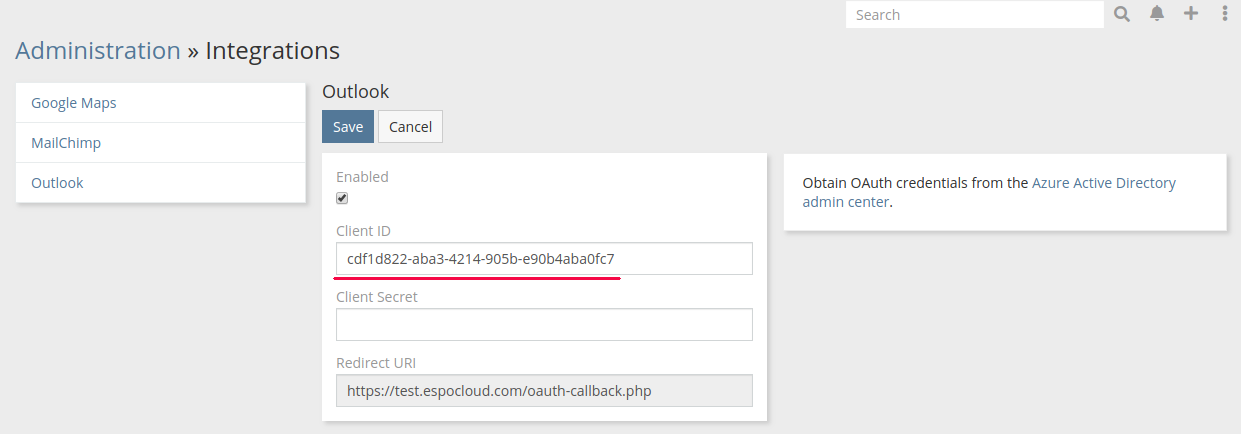 Search
Administration » Integrations
Google Maps
MailChimp
Outlook
Outlook
Save Cancel
Enabled
Client ID
cdf1d822-aba3-4214-905b-e90b4aba0fc7
Client Secret
Redirect URI
https://test.espocloud.com/oauth-callback.php
Obtain OAuth credentials from the Azure Active Directory
admin center.